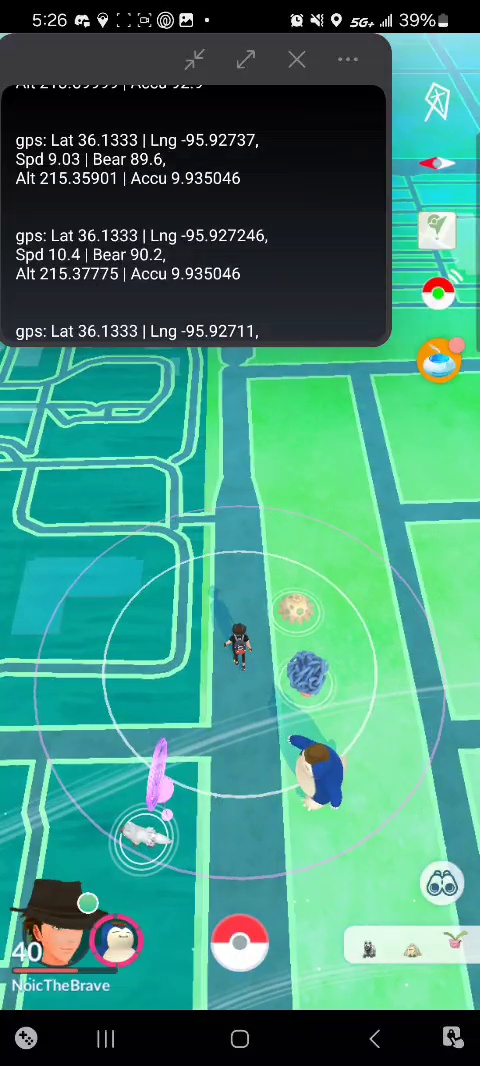 5:26
5G+ 39%
Alt 215.39999 | Accu 92.9
gps: Lat 36.1333 | Lng -95.92737,
Spd 9.03 | Bear 89.6,
Alt 215.35901 | Accu 9.935046
gps: Lat 36.1333 | Lng -95.927246,
Spd 10.4 | Bear 90.2,
Alt 215.37775 | Accu 9.935046
gps: Lat 36.1333 | Lng -95.92711,
40
NoicTheBrave